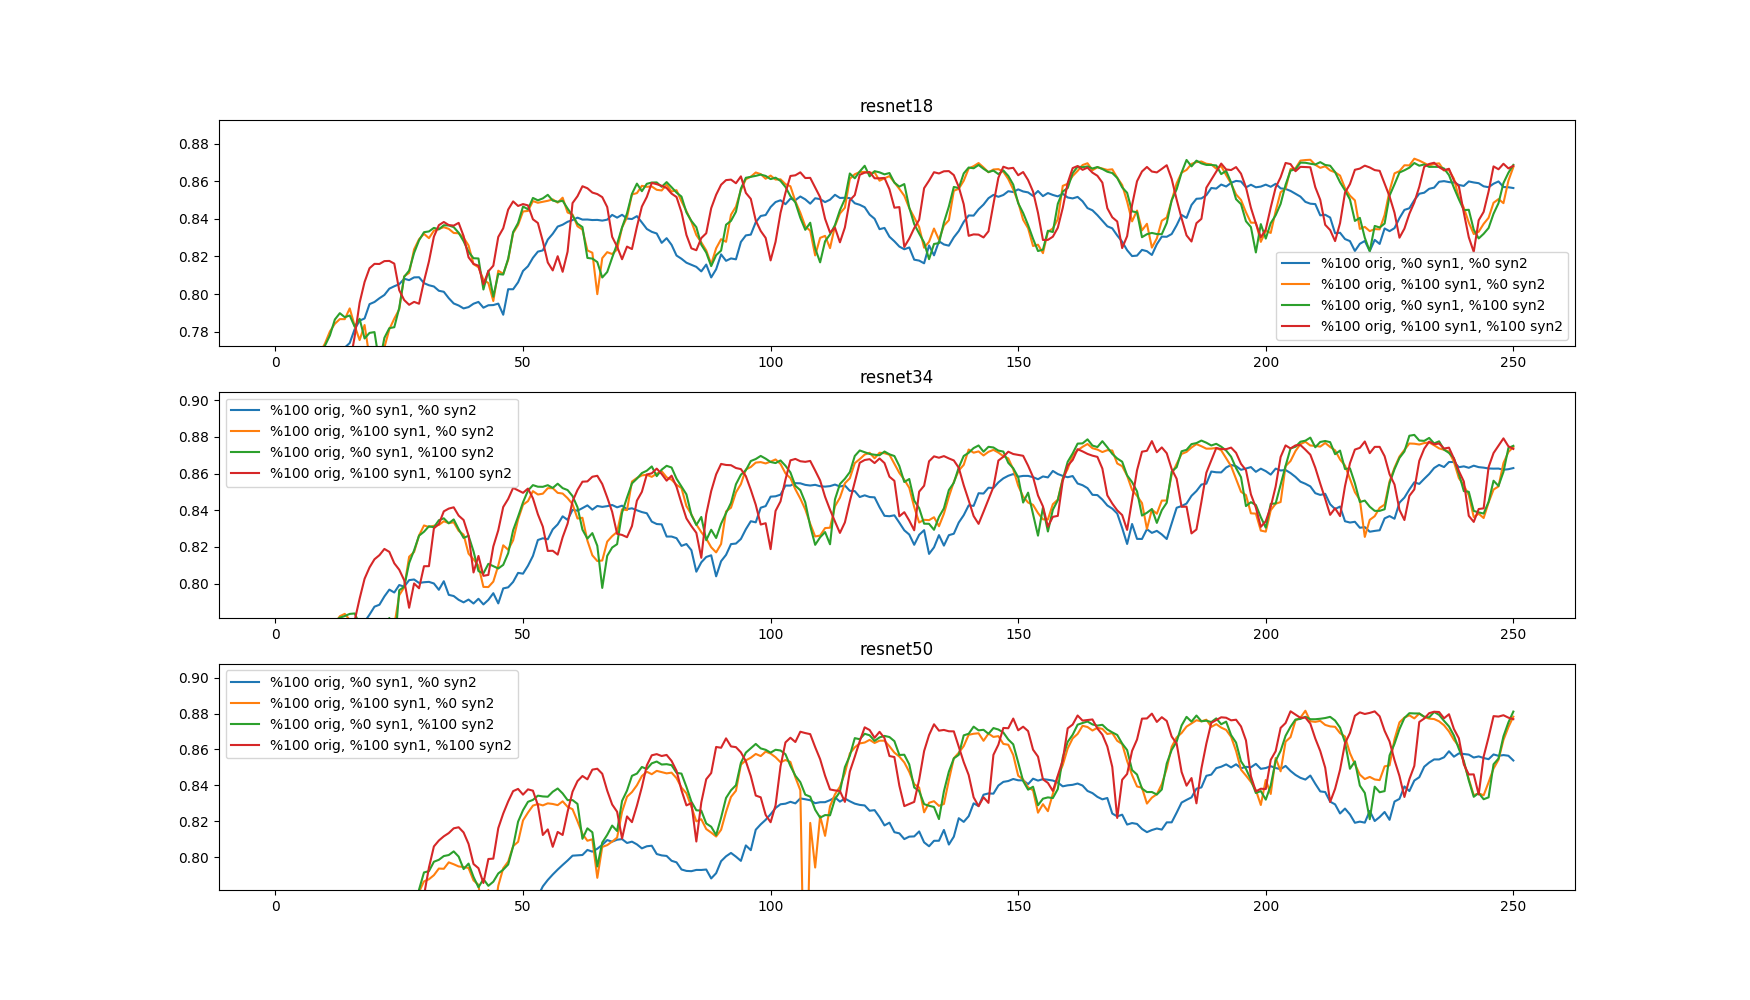 resnet18
0.88
0.86
0.84
0.82
0.80
0.78
%100 orig, %0 syn1, %0 syn2
%100 orig, %100 syn1, %0 syn2
%100 orig, %0 syn1, %100 syn2
%100 orig, %100 syn1, %100 syn2
0 50 100 150 200 250
resnet34
0.90
0.88
0.86
0.84
0.82
0.80
%100 orig, %0 syn1, %0 syn2
%100 orig, %100 syn1, %0 syn2
%100 orig, %0 syn1, %100 syn2
%100 orig, %100 syn1, %100 syn2
0 50 100 150 200 250
resnet50
0.90
0.88
0.86
0.84
0.82
0.80
%100 orig, %0 syn1, %0 syn2
%100 orig, %100 syn1, %0 syn2
%100 orig, %0 syn1, %100 syn2
%100 orig, %100 syn1, %100 syn2
0 50 100 150 200 250